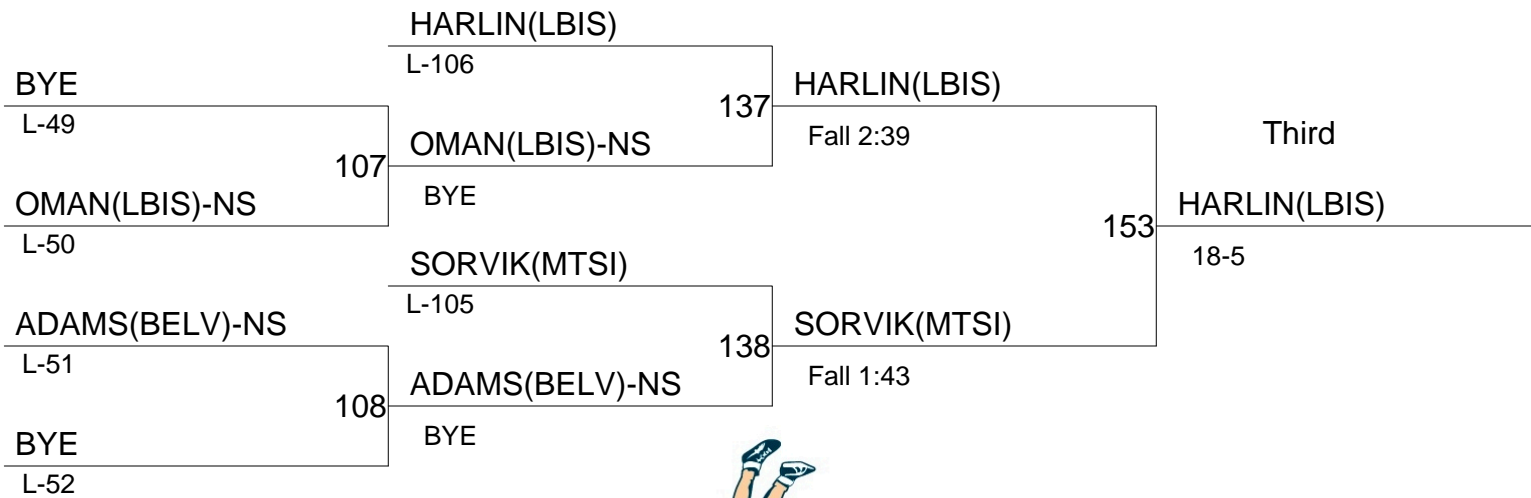 HARLIN(LBIS)
L-106
BYE
L-49
137
HARLIN(LBIS)
Fall 2:39
Third
107
OMAN(LBIS)-NS
BYE
OMAN(LBIS)-NS
L-50
153
HARLIN(LBIS)
18-5
SORVIK(MTSI)
L-105
ADAMS(BELV)-NS
L-51
138
SORVIK(MTSI)
Fall 1:43
108
ADAMS(BELV)-NS
BYE
BYE
L-52